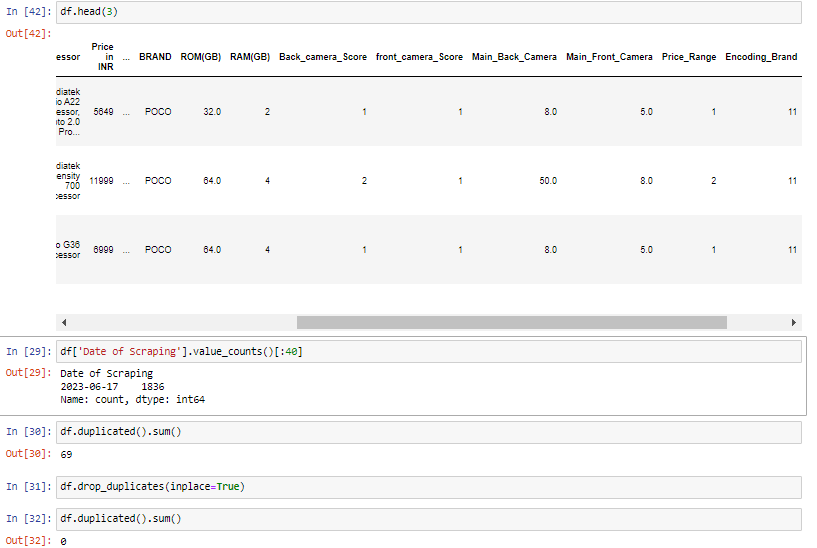 In [42]: df.head(3)
Out[42]:
essor Price in INR ... BRAND ROM(GB) RAM(GB) Back_camera_Score front_camera_Score Main_Back_Camera Main_Front_Camera Price_Range Encoding_Brand
diatek
io A22
essor,
ito 2.0
Pro...
5649 ... POCO 32.0 2 1 1 8.0 5.0 1 11
diatek
ensity
700
cessor
11999 ... POCO 64.0 4 2 1 50.0 8.0 2 11
o G36
cessor
6999 ... POCO 64.0 4 1 1 8.0 5.0 1 11
In [29]: df['Date of Scraping'].value_counts()[:40]
Out[29]: Date of Scraping
2023-06-17 1836
Name: count, dtype: int64
In [30]: df.duplicated().sum()
Out[30]: 69
In [31]: df.drop_duplicates(inplace=True)
In [32]: df.duplicated().sum()
Out[32]: 0